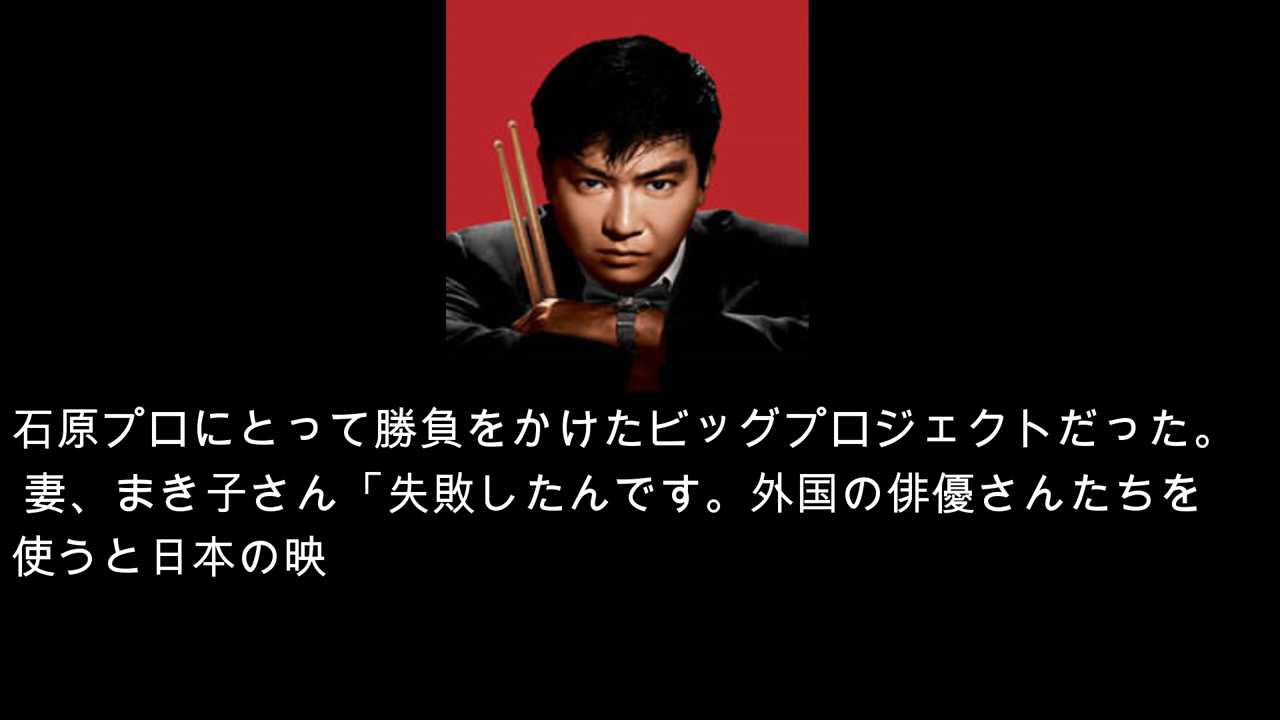 石原プロにとって勝負をかけたビッグプロジェクトだった。
妻、まき子さん「失敗したんです。外国の俳優さんたちを
使うと日本の映